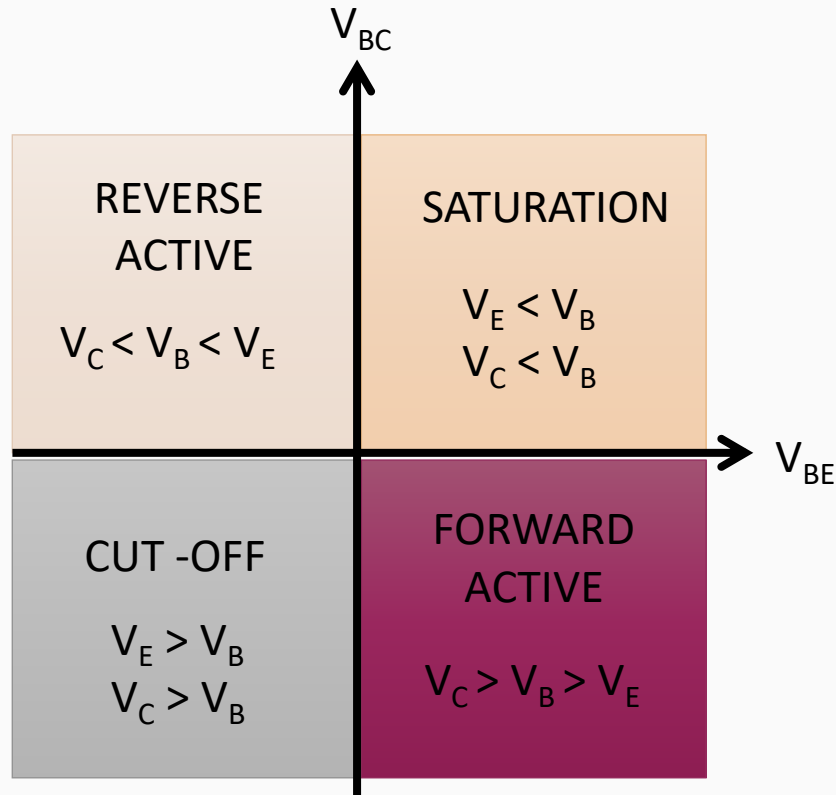 V_BC
REVERSE
ACTIVE
V_C < V_B < V_E
SATURATION
V_E < V_B
V_C < V_B
V_BE
CUT -OFF
V_E > V_B
V_C > V_B
FORWARD
ACTIVE
V_C > V_B > V_E